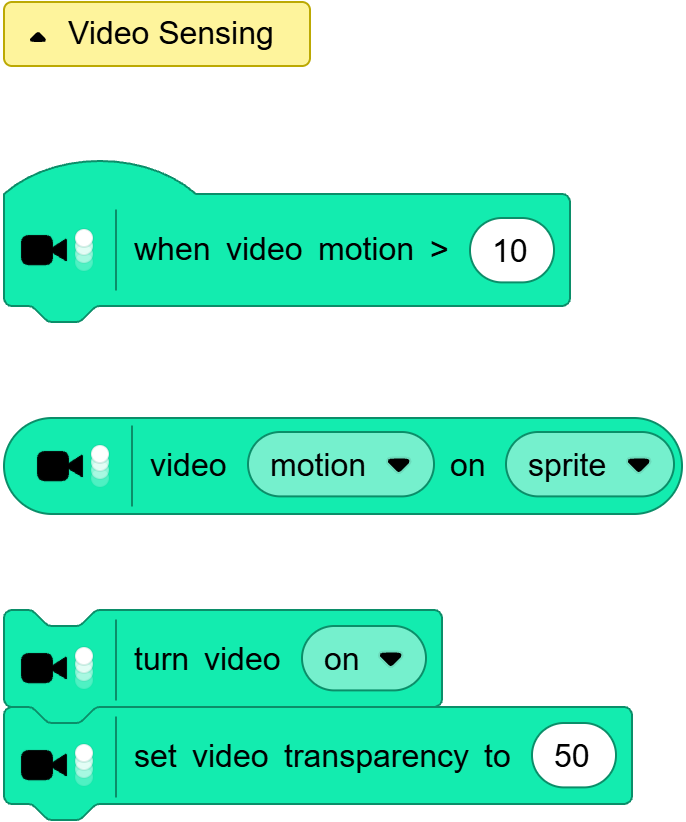 Video Sensing
when video motion > 10
video motion on sprite
turn video on
set video transparency to 50